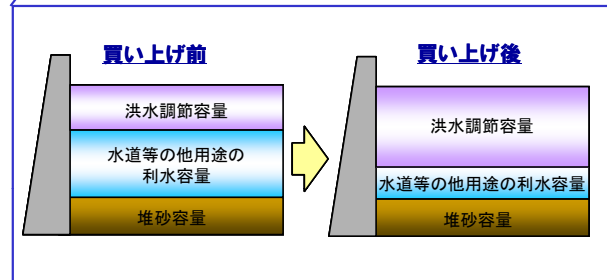 買い上げ前
洪水調節容量
水道等の他用途の
利水容量
堆砂容量
買い上げ後
洪水調節容量
水道等の他用途の利水容量
堆砂容量